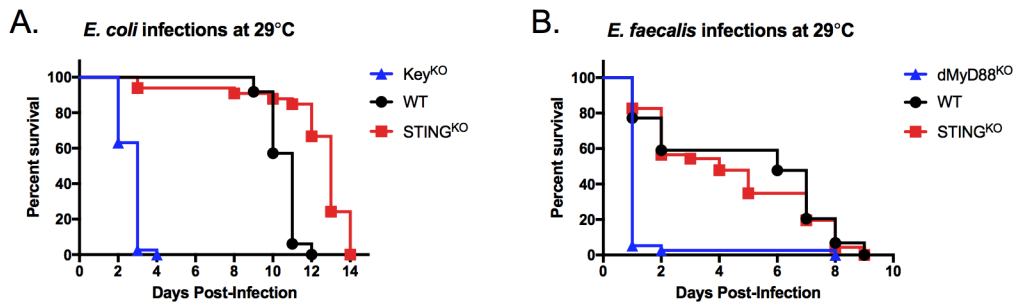 A.
E. coli infections at 29°C
Percent survival
100
80
60
40
20
0
0 2 4 6 8 10 12 14
Days Post-Infection
KeyKO
WT
STINGKO
B.
E. faecalis infections at 29°C
Percent survival
100
80
60
40
20
0
0 2 4 6 8 10
Days Post-Infection
dMyD88KO
WT
STINGKO